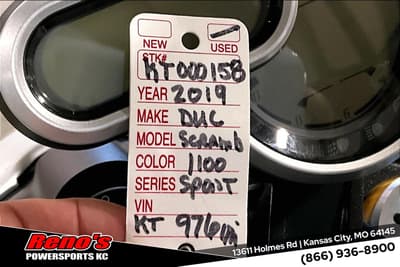 NEW USED
STK# KT000158
YEAR 2019
MAKE DUC
MODEL Scramb
COLOR 1100
SERIES Sport
VIN
KT 976
Reno's
POWERSPORTS KC
13611 Holmes Rd | Kansas City, MO 64145
(866) 936-8900